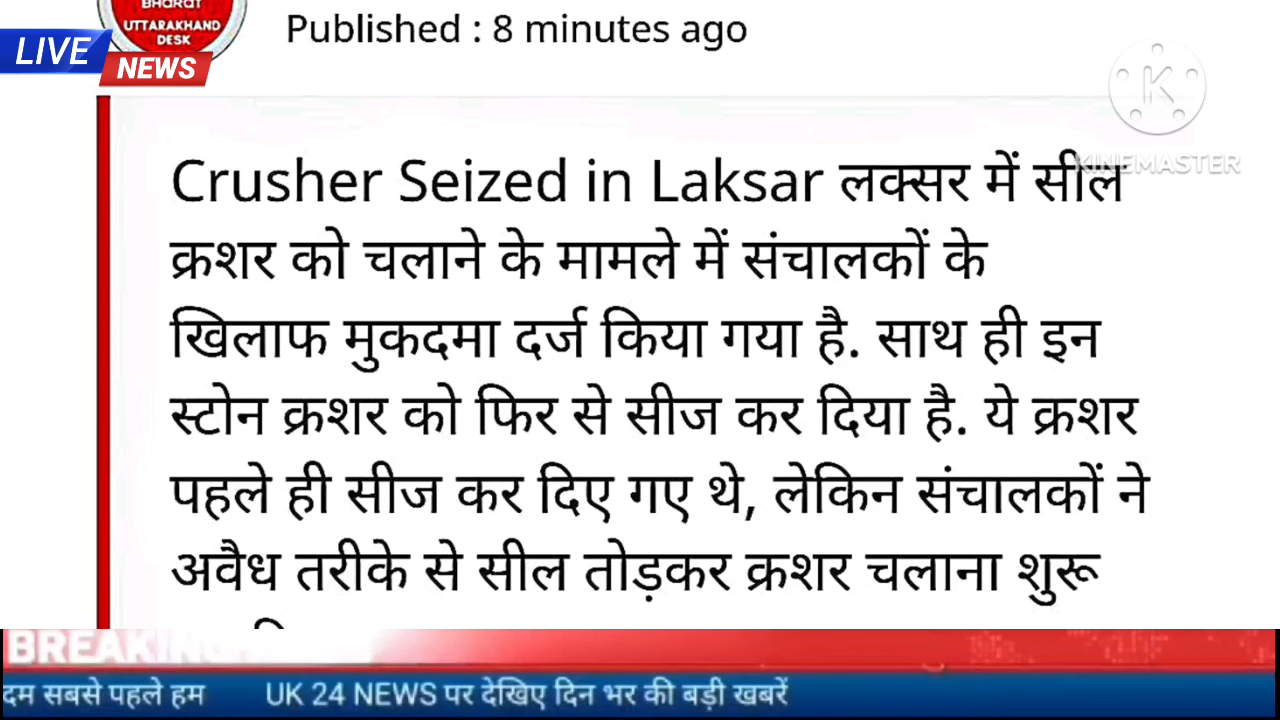 BHARAT
UTTARAKHAND
DESK
Published : 8 minutes ago
LIVE
NEWS
KINEMASTER
Crusher Seized in Laksar लक्सर में सील
क्रशर को चलाने के मामले में संचालकों के
खिलाफ मुकदमा दर्ज किया गया है. साथ ही इन
स्टोन क्रशर को फिर से सीज कर दिया है. ये क्रशर
पहले ही सीज कर दिए गए थे, लेकिन संचालकों ने
अवैध तरीके से सील तोड़कर क्रशर चलाना शुरू
BREAKING
दम सबसे पहले हम UK 24 NEWS पर देखिए दिन भर की बड़ी खबरें